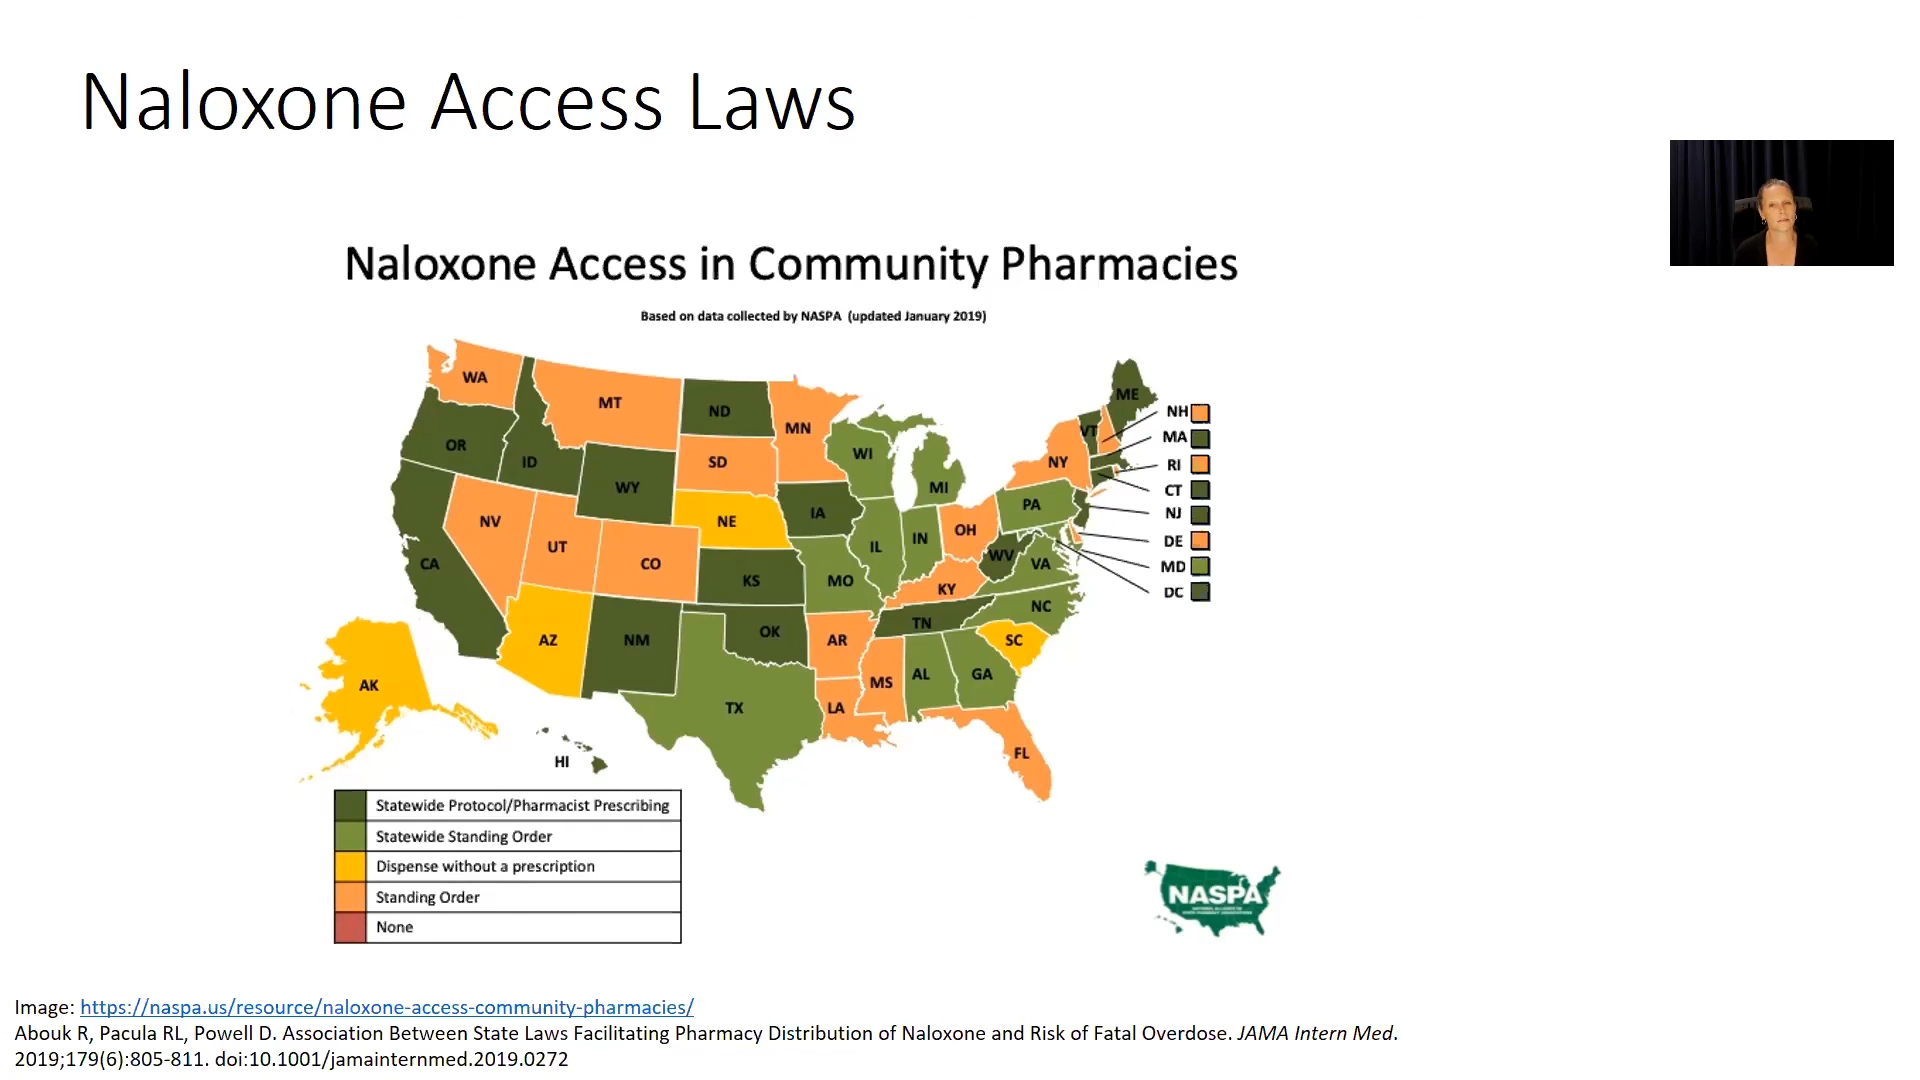 Naloxone Access Laws
Naloxone Access in Community Pharmacies
Based on data collected by NASPA (updated January 2019)
WA
MT
ND
MN
OR
ID
WY
SD
WI
MI
NY
VT
ME
NH
MA
RI
CT
NJ
DE
MD
DC
NV
UT
CO
NE
IA
IL
IN
OH
PA
WV
VA
CA
KS
MO
KY
NC
AZ
NM
OK
AR
TN
SC
AK
TX
LA
MS
AL
GA
HI
FL
Statewide Protocol/Pharmacist Prescribing
Statewide Standing Order
Dispense without a prescription
Standing Order
None
NASPA
Image: https://naspa.us/resource/naloxone-access-community-pharmacies/
Abouk R, Pacula RL, Powell D. Association Between State Laws Facilitating Pharmacy Distribution of Naloxone and Risk of Fatal Overdose. JAMA Intern Med.
2019;179(6):805-811. doi:10.1001/jamainternmed.2019.0272